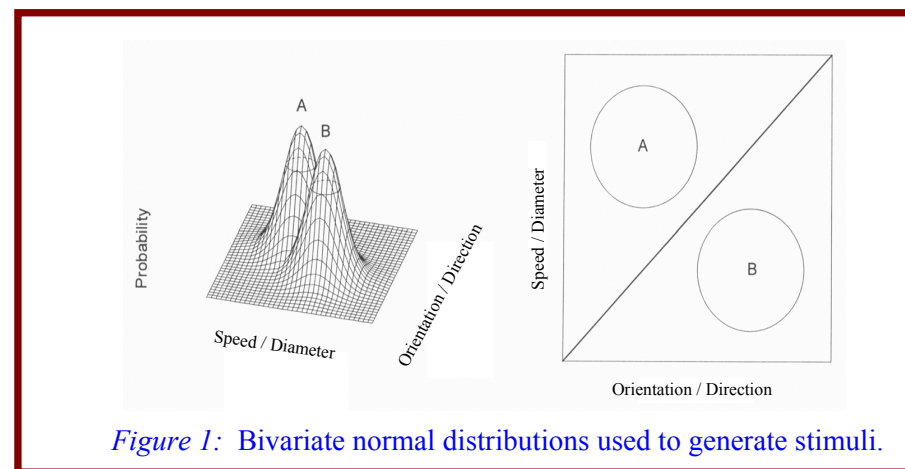 A
B
Probability
Speed / Diameter
Orientation / Direction
A
B
Speed / Diameter
Orientation / Direction
Figure 1: Bivariate normal distributions used to generate stimuli.